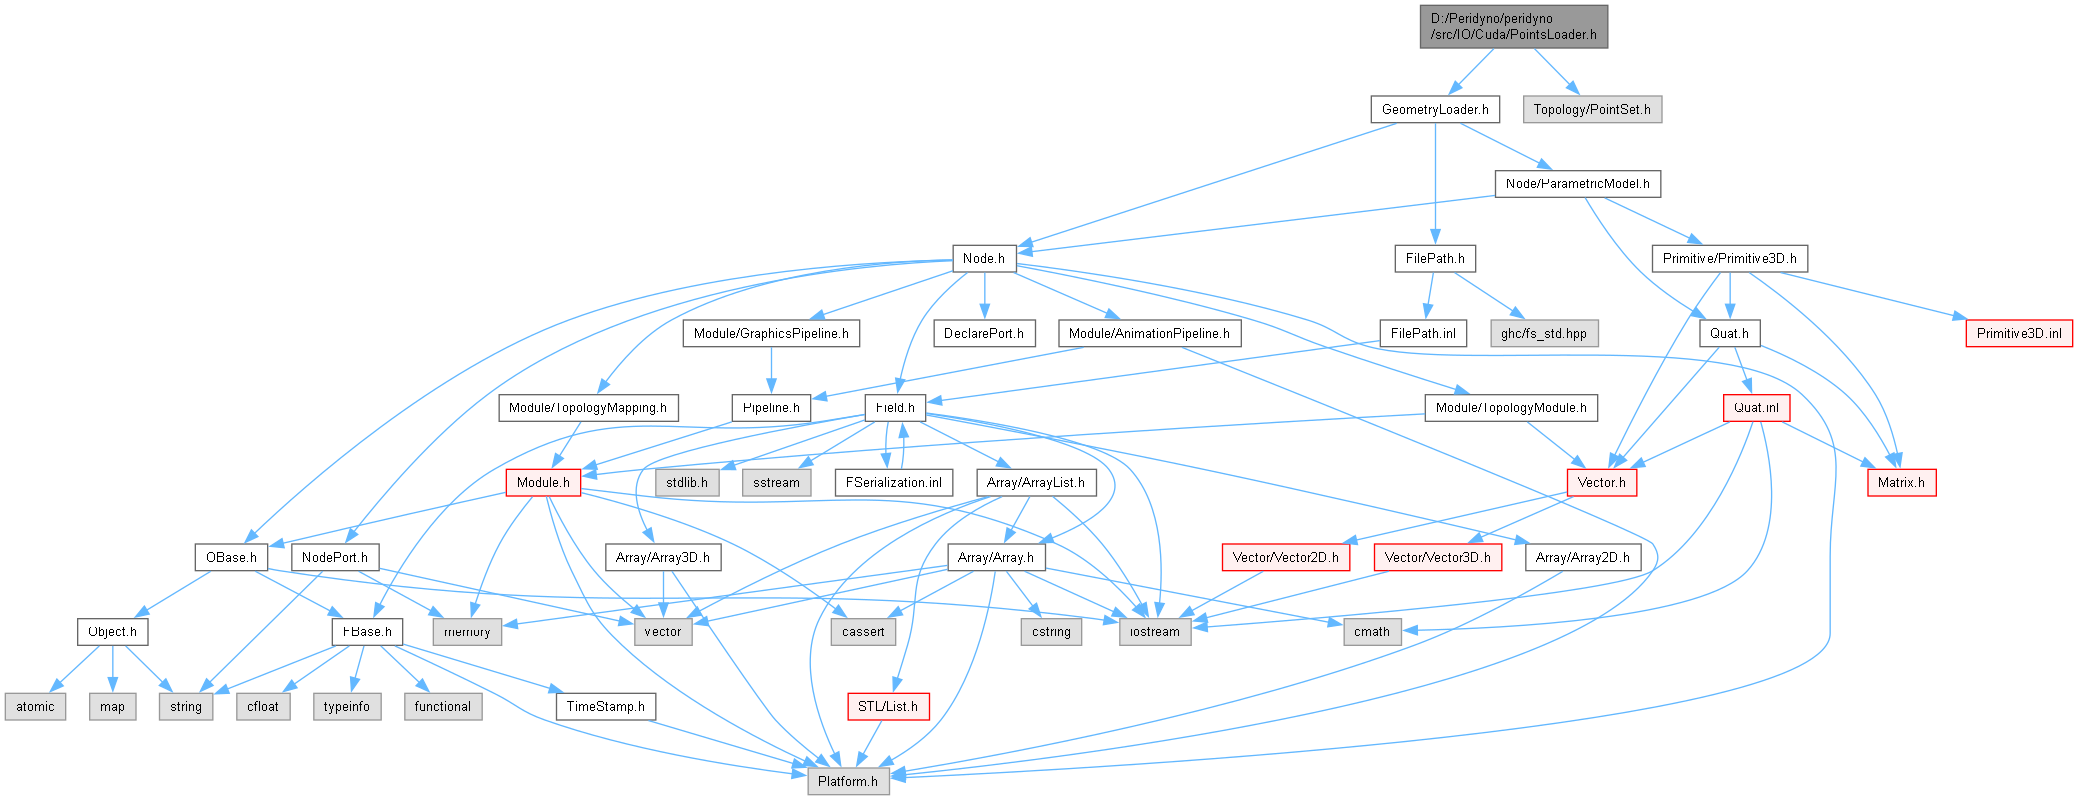 D:/Peridyno/peridyno
/src/IO/Cuda/PointsLoader.h
GeometryLoader.h
Topology/PointSet.h
Node/ParametricModel.h
Node.h
FilePath.h
Primitive/Primitive3D.h
Module/GraphicsPipeline.h
DeclarePort.h
Module/AnimationPipeline.h
FilePath.inl
ghc/fs_std.hpp
Quat.h
Primitive3D.inl
Module/TopologyMapping.h
Pipeline.h
Field.h
Module/TopologyModule.h
Quat.inl
Module.h
stdlib.h
sstream
FSerialization.inl
Array/ArrayList.h
Vector.h
Matrix.h
OBase.h
NodePort.h
Array/Array3D.h
Array/Array.h
Vector/Vector2D.h
Vector/Vector3D.h
Array/Array2D.h
Object.h
FBase.h
memory
vector
cassert
cstring
iostream
cmath
atomic
map
string
cfloat
typeinfo
functional
TimeStamp.h
STL/List.h
Platform.h